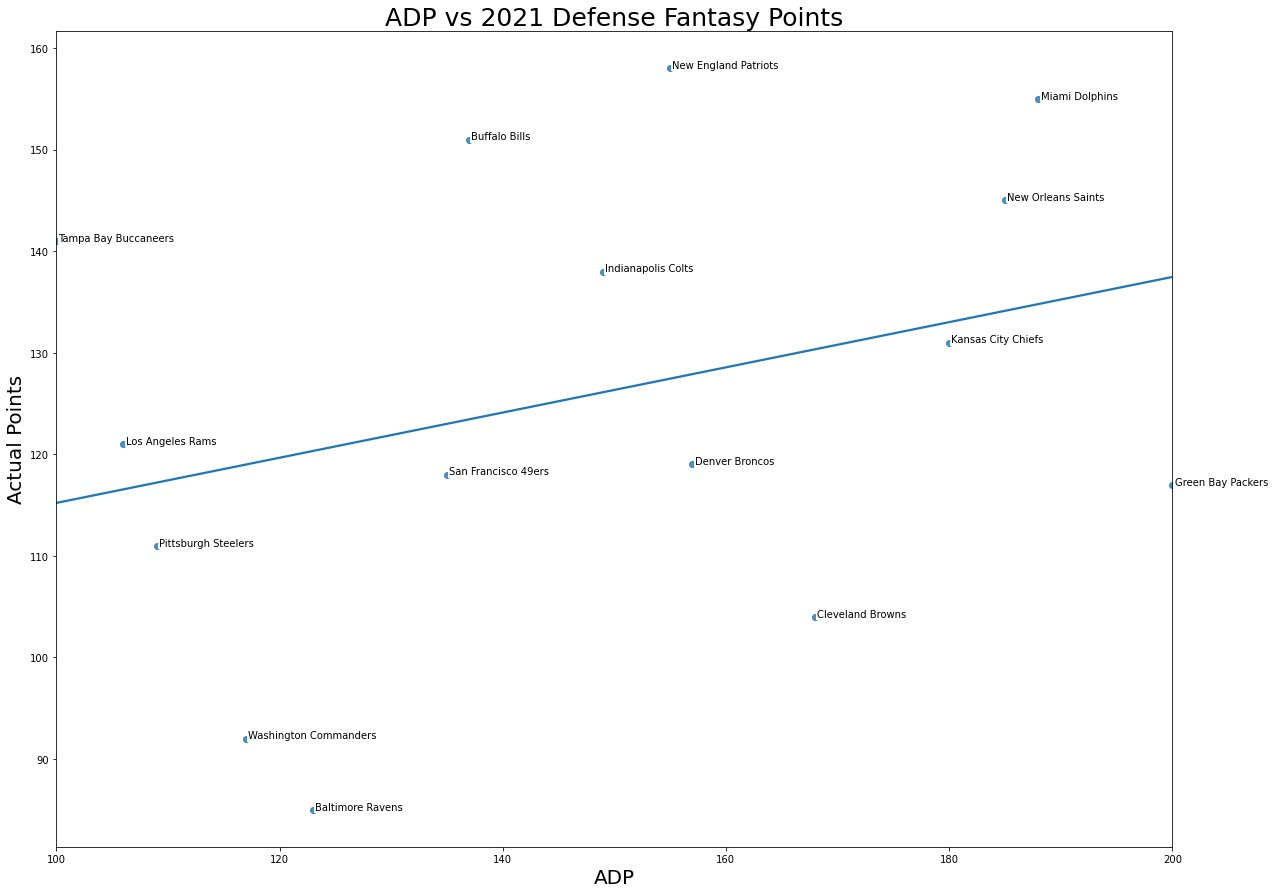 ADP vs 2021 Defense Fantasy Points
160
New England Patriots
Miami Dolphins
150
Buffalo Bills
New Orleans Saints
Tampa Bay Buccaneers
140
Indianapolis Colts
Kansas City Chiefs
130
Actual Points
Los Angeles Rams
120
San Francisco 49ers
Denver Broncos
Green Bay Packers
Pittsburgh Steelers
110
Cleveland Browns
100
Washington Commanders
90
Baltimore Ravens
100 120 140 160 180 200
ADP